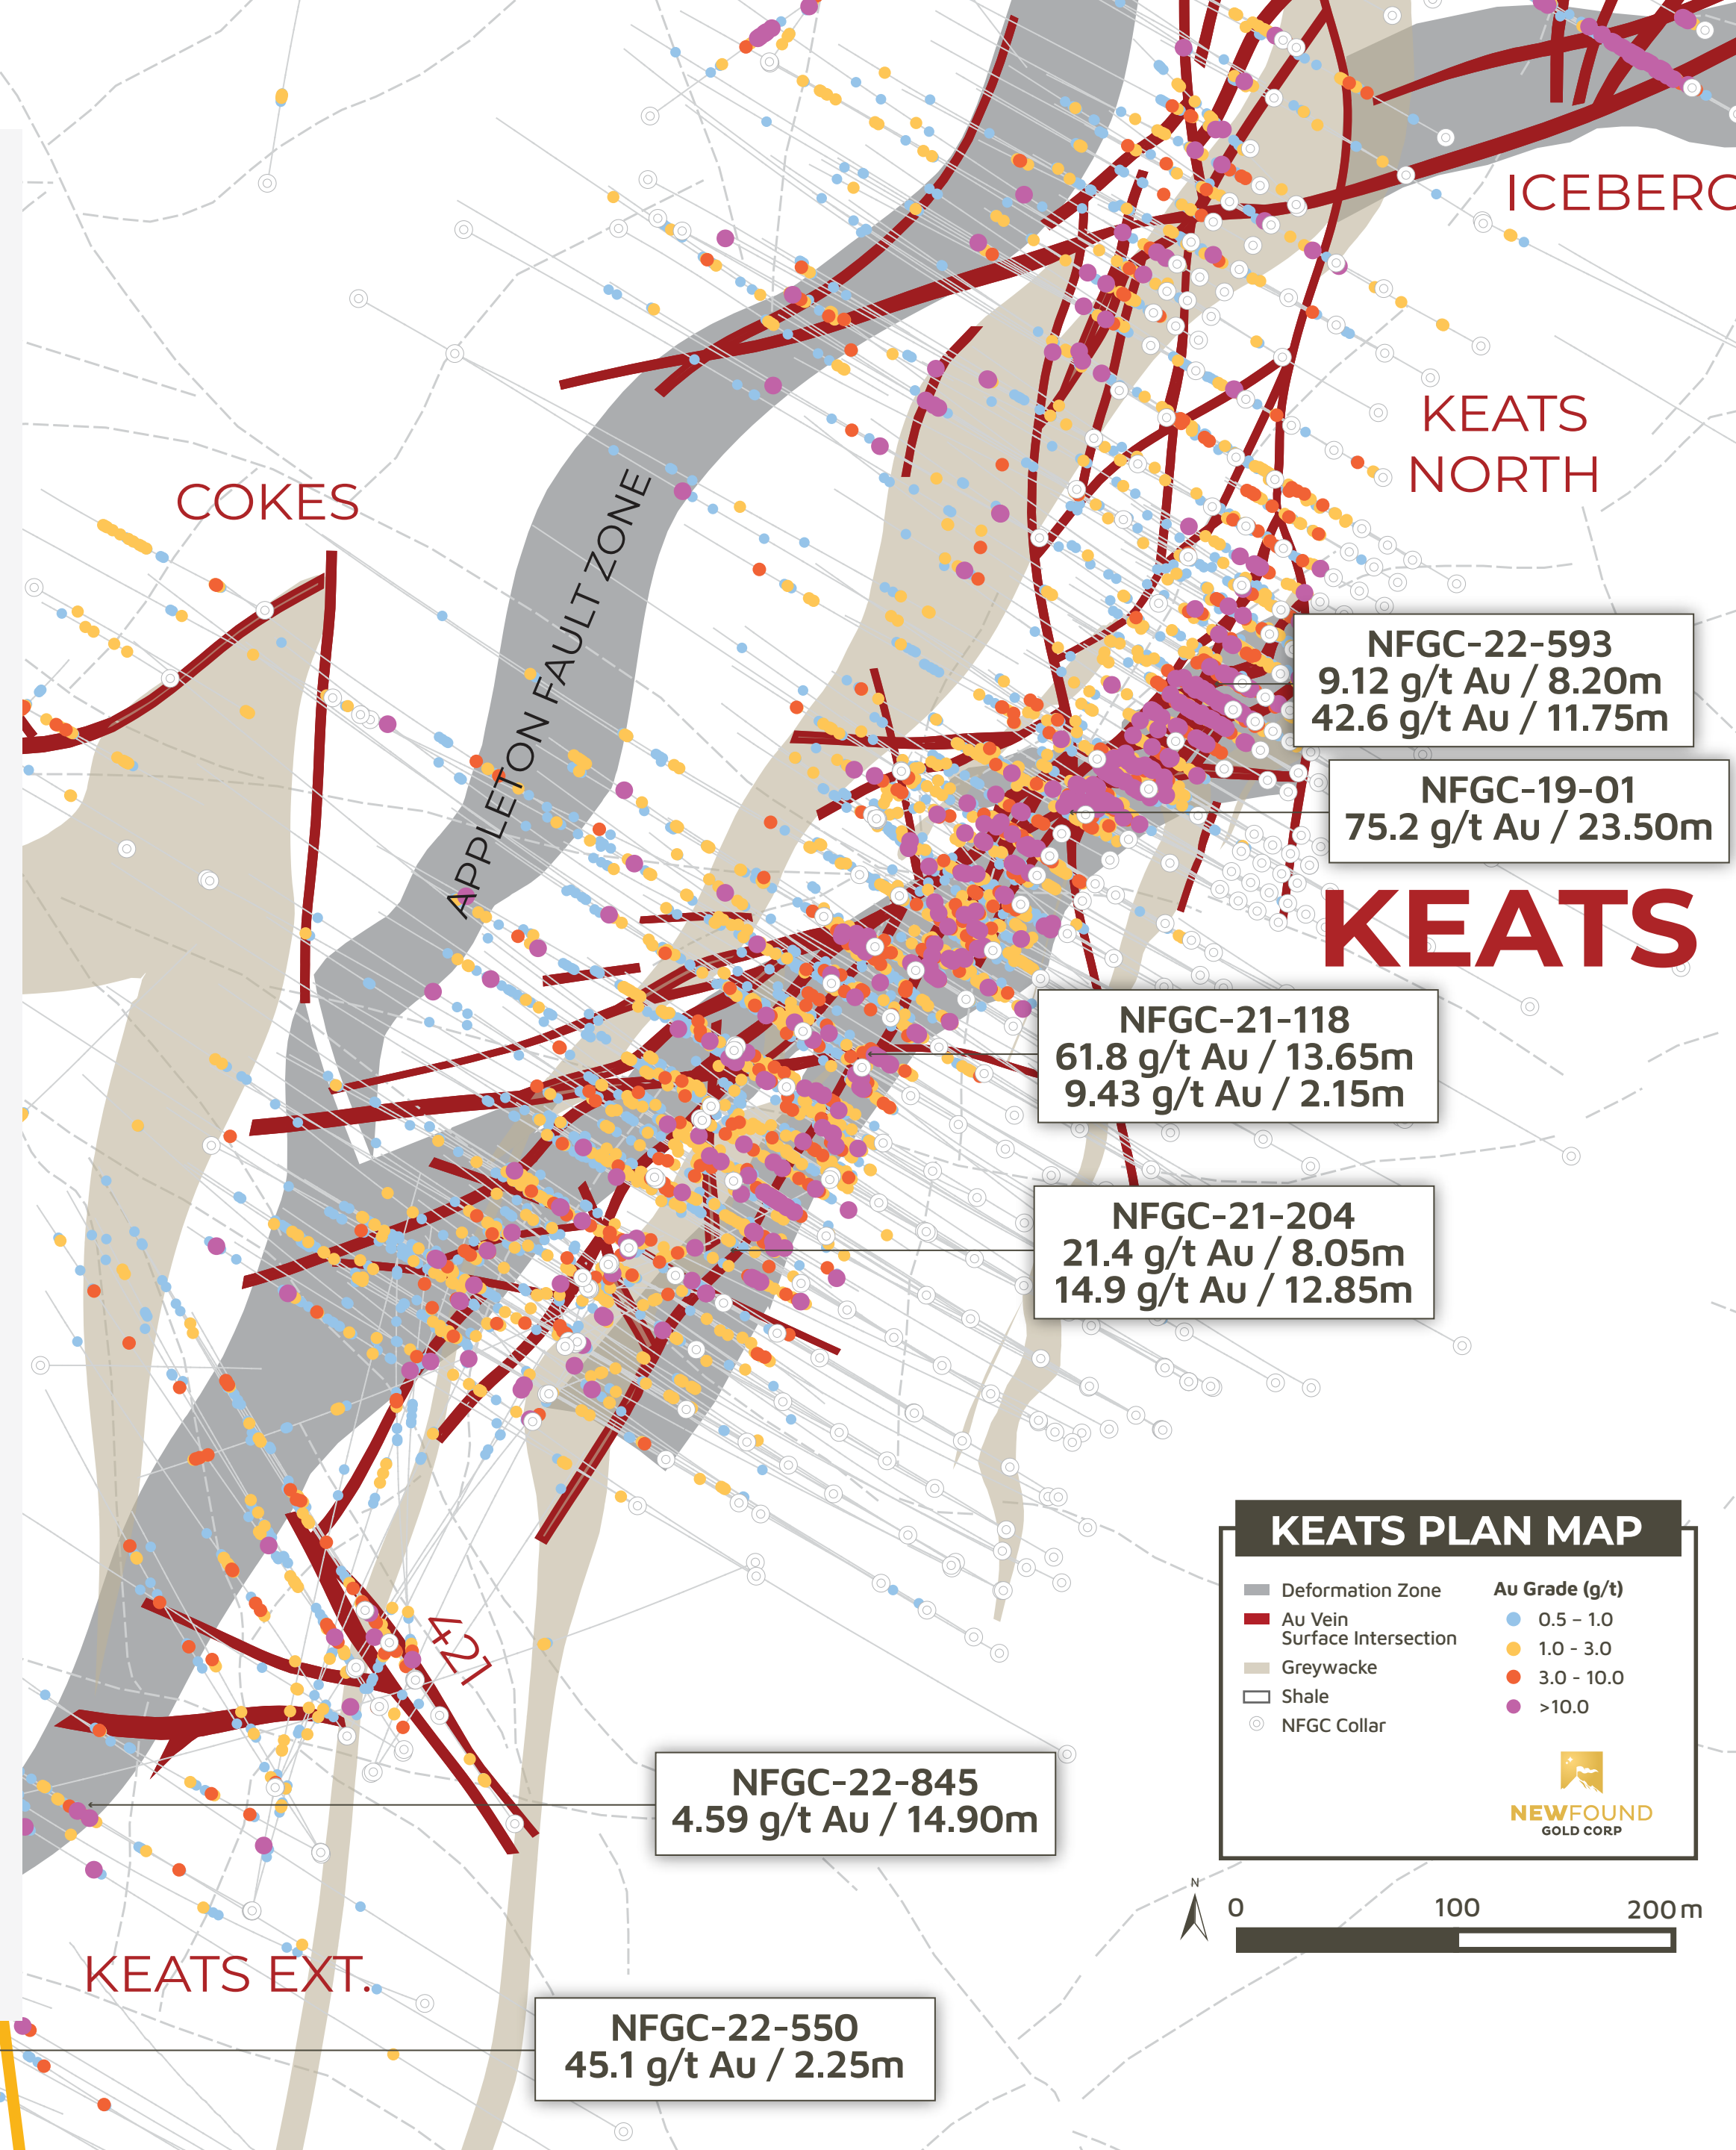 ICEBERG
KEATS
NORTH
COKES
APPLETON FAULT ZONE
NFGC-22-593
9.12 g/t Au / 8.20m
42.6 g/t Au / 11.75m
NFGC-19-01
75.2 g/t Au / 23.50m
KEATS
NFGC-21-118
61.8 g/t Au / 13.65m
9.43 g/t Au / 2.15m
NFGC-21-204
21.4 g/t Au / 8.05m
14.9 g/t Au / 12.85m
421
NFGC-22-845
4.59 g/t Au / 14.90m
KEATS EXT.
NFGC-22-550
45.1 g/t Au / 2.25m
KEATS PLAN MAP
Deformation Zone
Au Vein
Surface Intersection
Greywacke
Shale
NFGC Collar
Au Grade (g/t)
0.5 – 1.0
1.0 - 3.0
3.0 - 10.0
>10.0
NEWFOUND
GOLD CORP
N
0 100 200 m